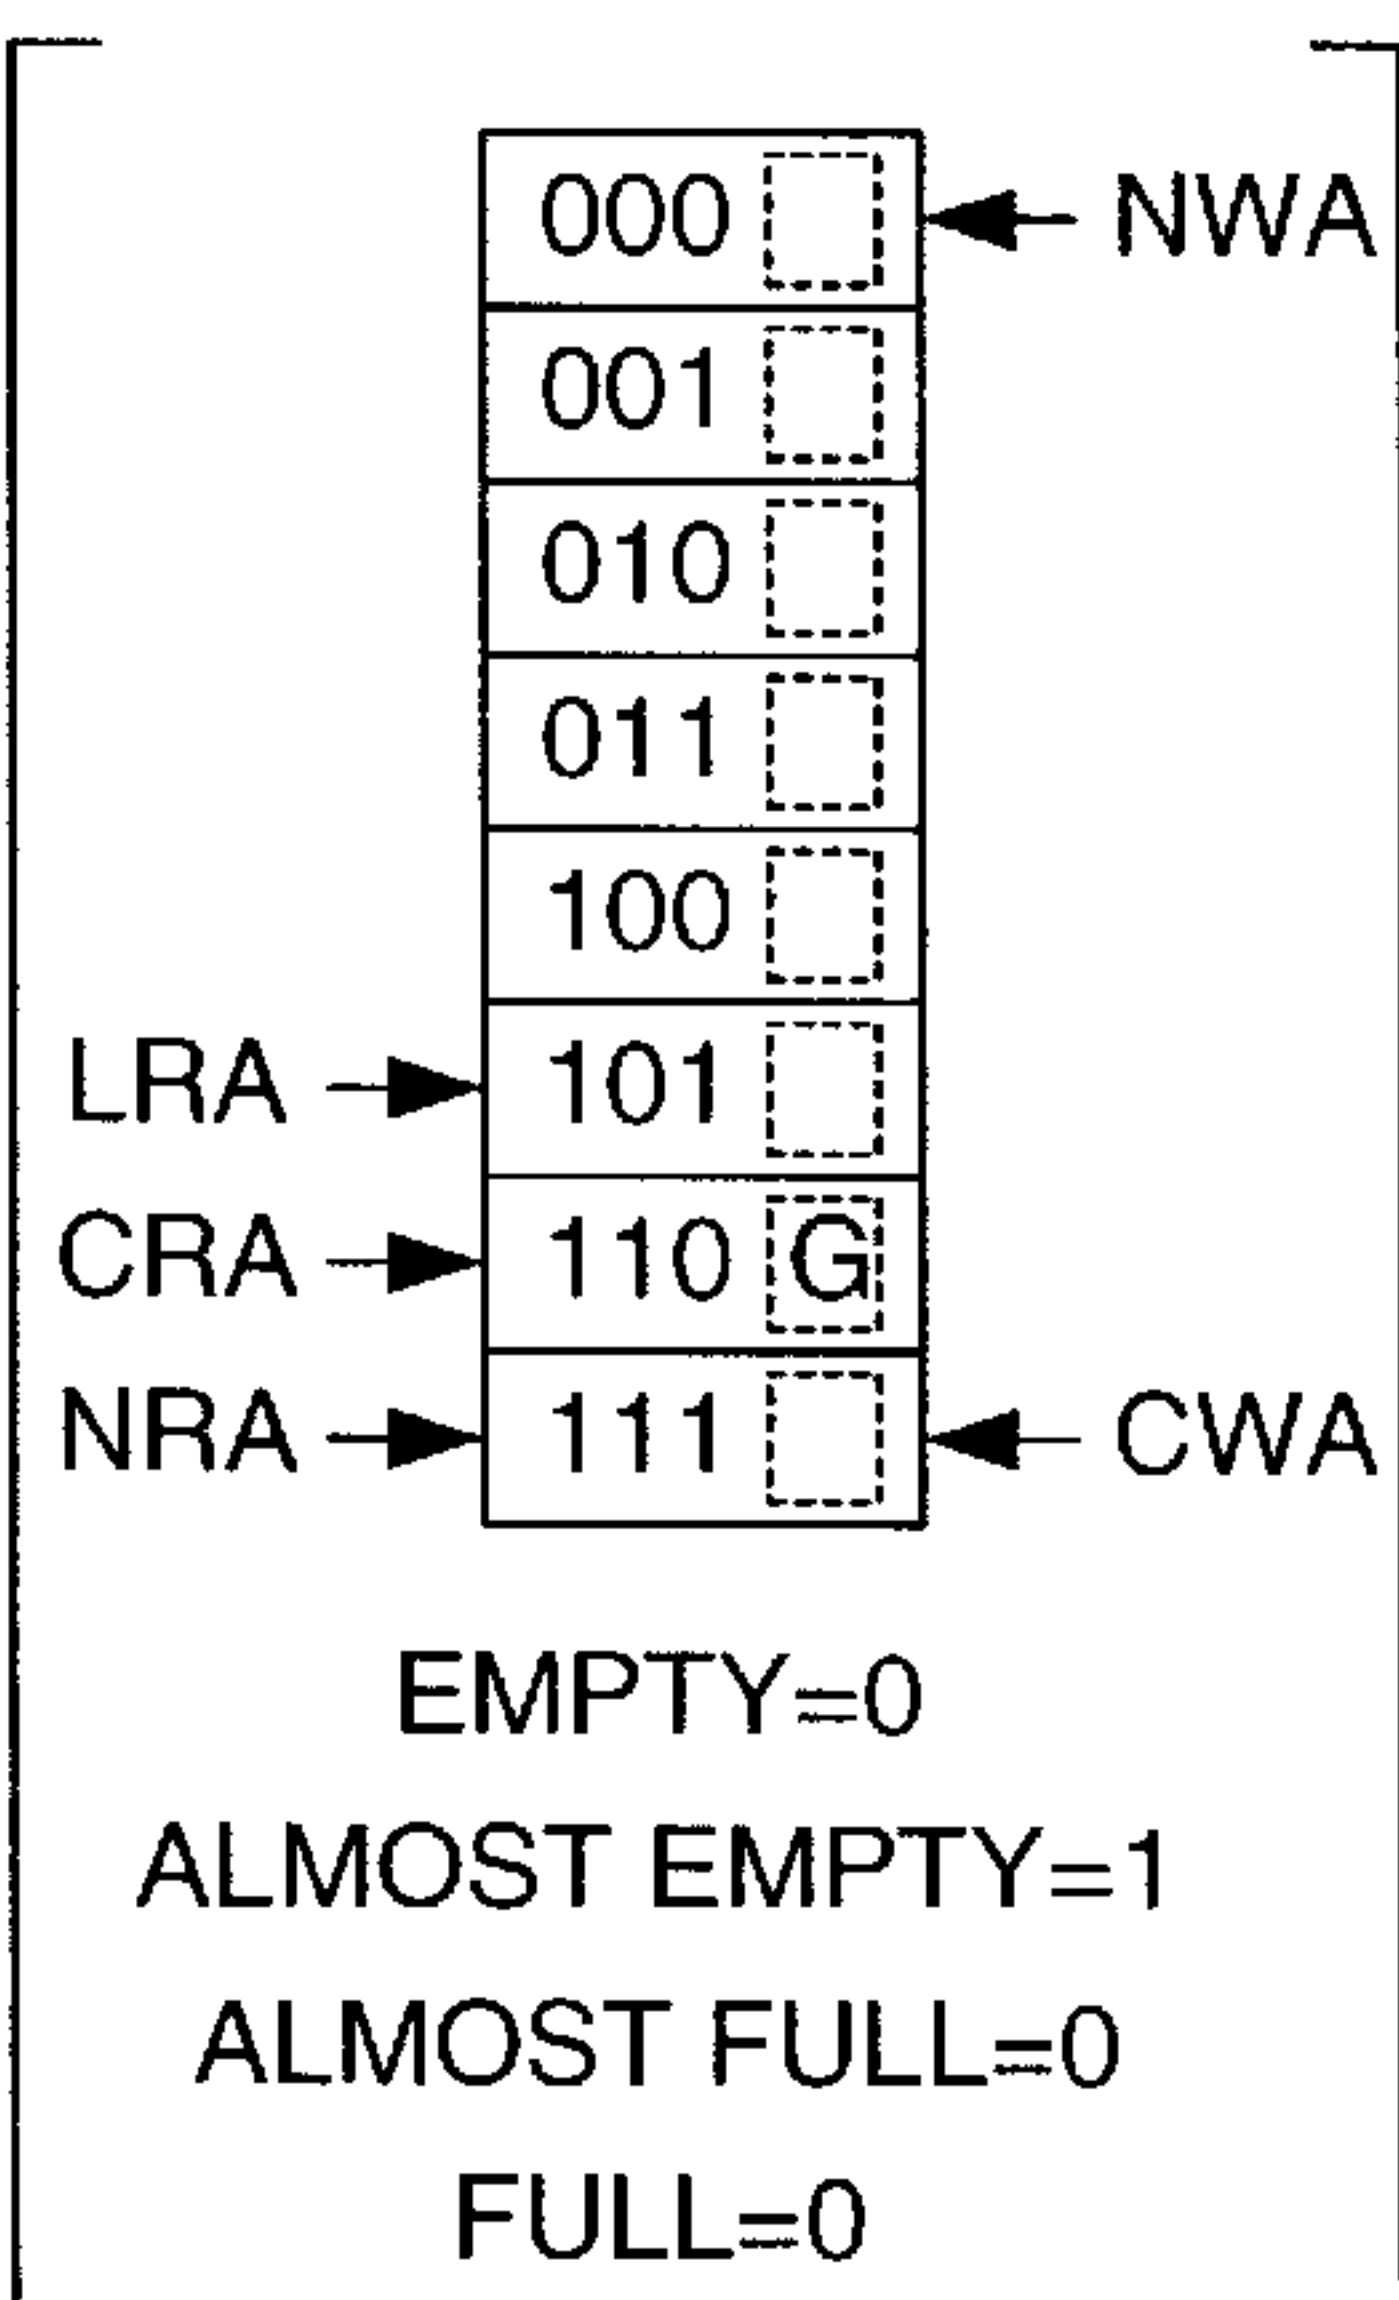 000 NWA
001
010
011
100
LRA 101
CRA 110 G
NRA 111 CWA
EMPTY=0
ALMOST EMPTY=1
ALMOST FULL=0
FULL=0